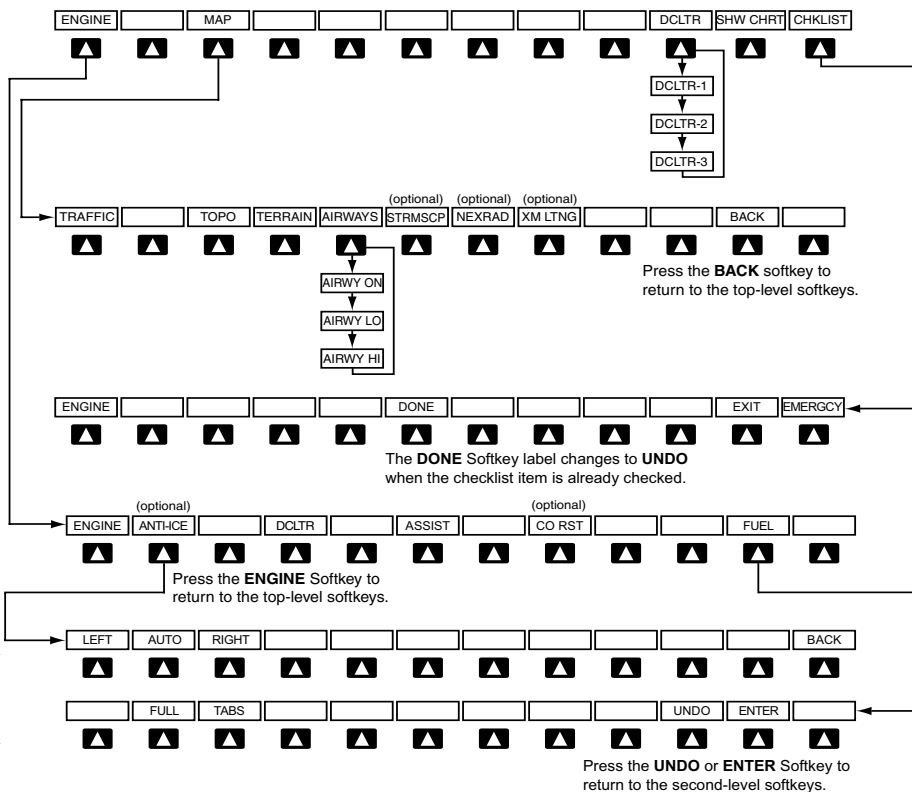 ENGINE MAP DCLTR SHW CHRT CHKLIST
DCLTR-1
DCLTR-2
DCLTR-3
(optional) (optional) (optional)
TRAFFIC TOPO TERRAIN AIRWAYS STRMSCP NEXRAD XM LTNG BACK
Press the BACK softkey to
return to the top-level softkeys.
AIRWY ON
AIRWY LO
AIRWY HI
ENGINE DONE EXIT EMERGCY
The DONE Softkey label changes to UNDO
when the checklist item is already checked.
(optional) (optional)
ENGINE ANTI-ICE DCLTR ASSIST CO RST FUEL
Press the ENGINE Softkey to
return to the top-level softkeys.
LEFT AUTO RIGHT BACK
FULL TABS UNDO ENTER
Press the UNDO or ENTER Softkey to
return to the second-level softkeys.